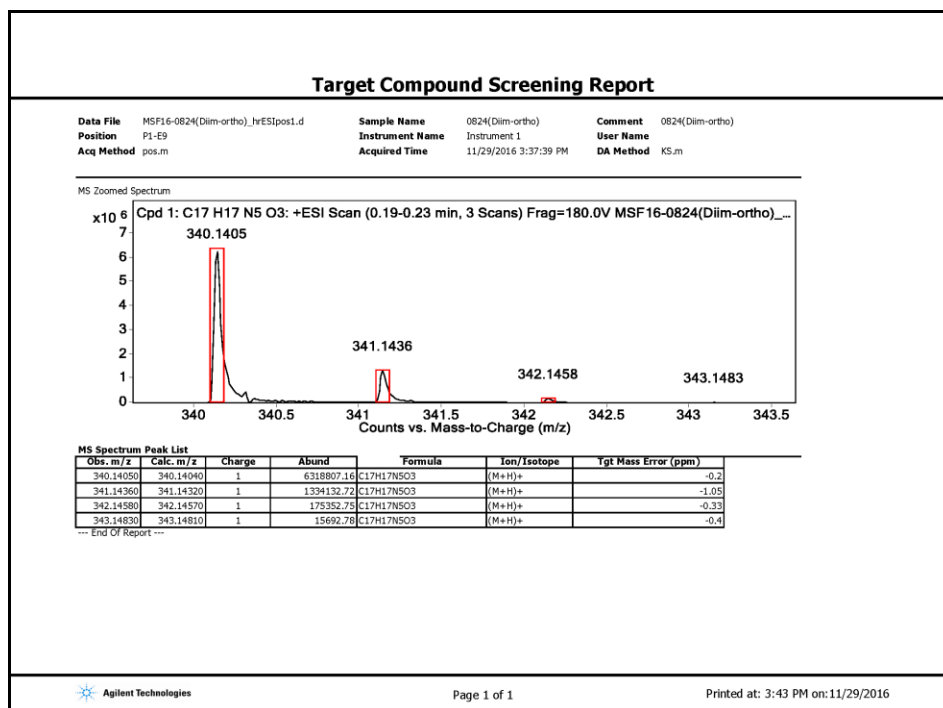 Target Compound Screening Report
Data File MSF16-0824(Diim-ortho)_hrESIpos1.d Sample Name 0824(Diim-ortho) Comment 0824(Diim-ortho)
Position P1-E9 Instrument Name Instrument 1 User Name
Acq Method pos.m Acquired Time 11/29/2016 3:37:39 PM DA Method KS.m
MS Zoomed Spectrum
x10 6 Cpd 1: C17 H17 N5 O3: +ESI Scan (0.19-0.23 min, 3 Scans) Frag=180.0V MSF16-0824(Diim-ortho)_...
7
6
5
4
3
2
1
0
340.1405
341.1436
342.1458
343.1483
340 340.5 341 341.5 342 342.5 343 343.5
Counts vs. Mass-to-Charge (m/z)
MS Spectrum Peak List
Obs. m/z Calc. m/z Charge Abund Formula Ion/Isotope Tgt Mass Error (ppm)
340.14050 340.14040 1 6318807.16 C17H17N5O3 (M+H)+ -0.2
341.14360 341.14320 1 1334132.72 C17H17N5O3 (M+H)+ -1.05
342.14580 342.14570 1 175352.75 C17H17N5O3 (M+H)+ -0.33
343.14830 343.14810 1 15692.78 C17H17N5O3 (M+H)+ -0.4
--- End Of Report ---
Agilent Technologies Page 1 of 1 Printed at: 3:43 PM on:11/29/2016